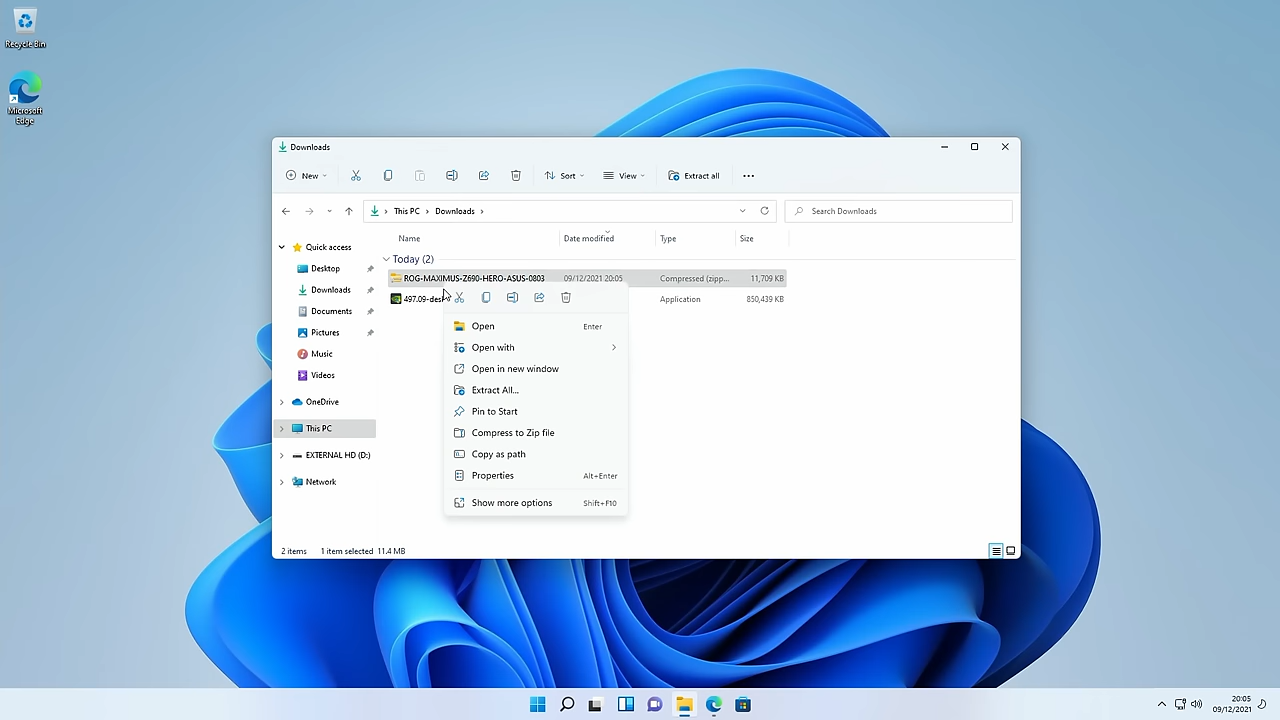 Recycle Bin
Microsoft
Edge
Downloads
New
Sort
View
Extract all
This PC
Downloads
Search Downloads
Name
Date modified
Type
Size
Quick access
Desktop
Downloads
Documents
Pictures
Music
Videos
OneDrive
This PC
EXTERNAL HD (D:)
Network
Today (2)
ROG-MAXIMUS-Z690-HERO-ASUS-0803 09/12/2021 20:05 Compressed (zipp... 11,709 KB
Application 850,439 KB
Open Enter
Open with
Open in new window
Extract All...
Pin to Start
Compress to Zip file
Copy as path
Properties Alt+Enter
Show more options Shift+F10
2 items 1 item selected 11.4 MB
20:05
09/12/2021